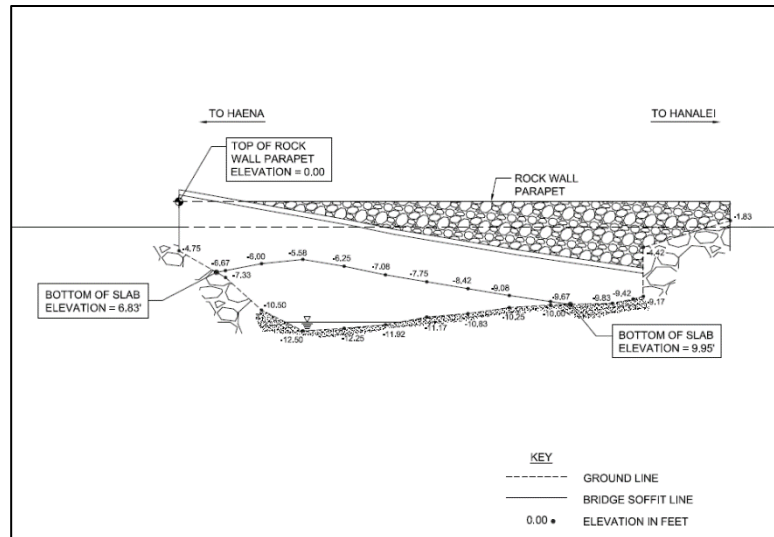 TO HAENA
TO HANALEI
TOP OF ROCK
WALL PARAPET
ELEVATION = 0.00
ROCK WALL
PARAPET
-1.83
-4.75
-4.42
-6.67
-6.00
-5.58
-6.25
-7.08
-7.75
-8.42
-9.08
-9.67
-9.83
-9.42
-9.17
-7.33
BOTTOM OF SLAB
ELEVATION = 6.83'
-10.50
-12.50
-12.25
-11.92
-11.17
-10.83
-10.25
-10.00
BOTTOM OF SLAB
ELEVATION = 9.95'
KEY
GROUND LINE
BRIDGE SOFFIT LINE
0.00
ELEVATION IN FEET